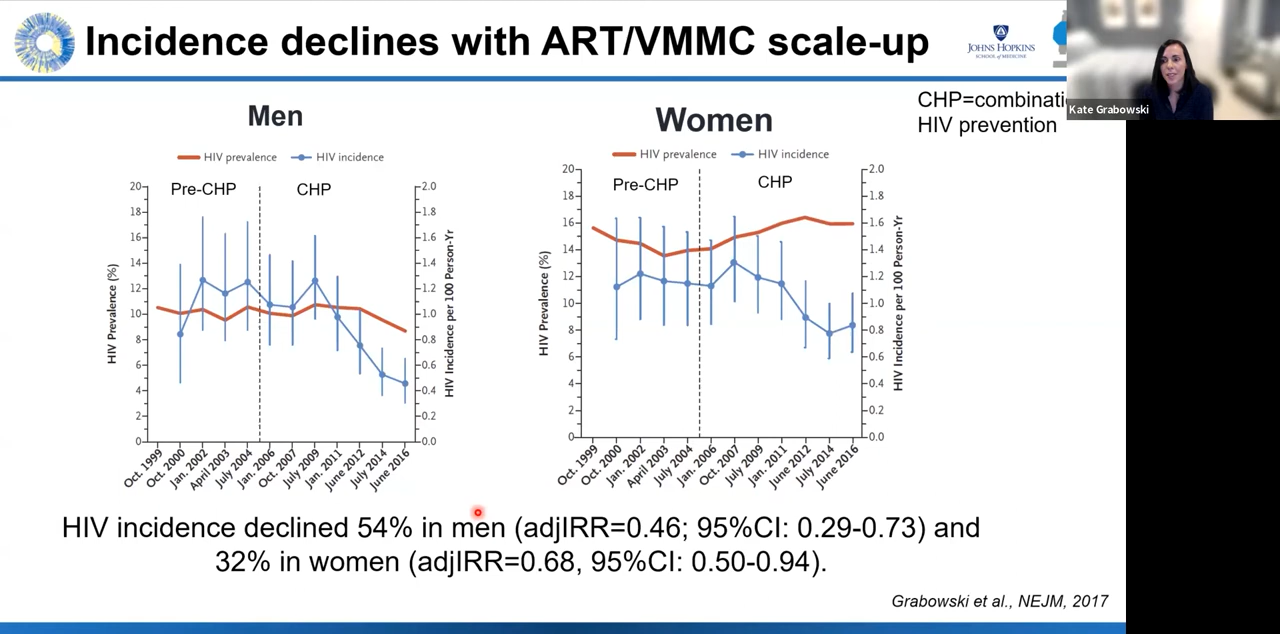 Incidence declines with ART/VMMC scale-up
JOHNS HOPKINS
SCHOOL of MEDICINE
Kate Grabowski
CHP=combinati
HIV prevention
Men
HIV prevalence HIV incidence
Pre-CHP CHP
HIV Prevalence (%)
20
18
16
14
12
10
8
6
4
2
0
2.0
1.8
1.6
1.4
1.2
1.0
0.8
0.6
0.4
0.2
0.0
HIV Incidence per 100 Person-Yr
Oct. 1999
Oct. 2000
Jan. 2002
April 2003
July 2004
Jan. 2006
Oct. 2007
July 2009
Jan. 2011
June 2012
July 2014
June 2016
Women
HIV prevalence HIV incidence
Pre-CHP CHP
HIV Prevalence (%)
20
18
16
14
12
10
8
6
4
2
0
2.0
1.8
1.6
1.4
1.2
1.0
0.8
0.6
0.4
0.2
0.0
HIV Incidence per 100 Person-Yr
Oct. 1999
Oct. 2000
Jan. 2002
April 2003
July 2004
Jan. 2006
Oct. 2007
July 2009
Jan. 2011
June 2012
July 2014
June 2016
HIV incidence declined 54% in men (adjIRR=0.46; 95%CI: 0.29-0.73) and
32% in women (adjIRR=0.68, 95%CI: 0.50-0.94).
Grabowski et al., NEJM, 2017